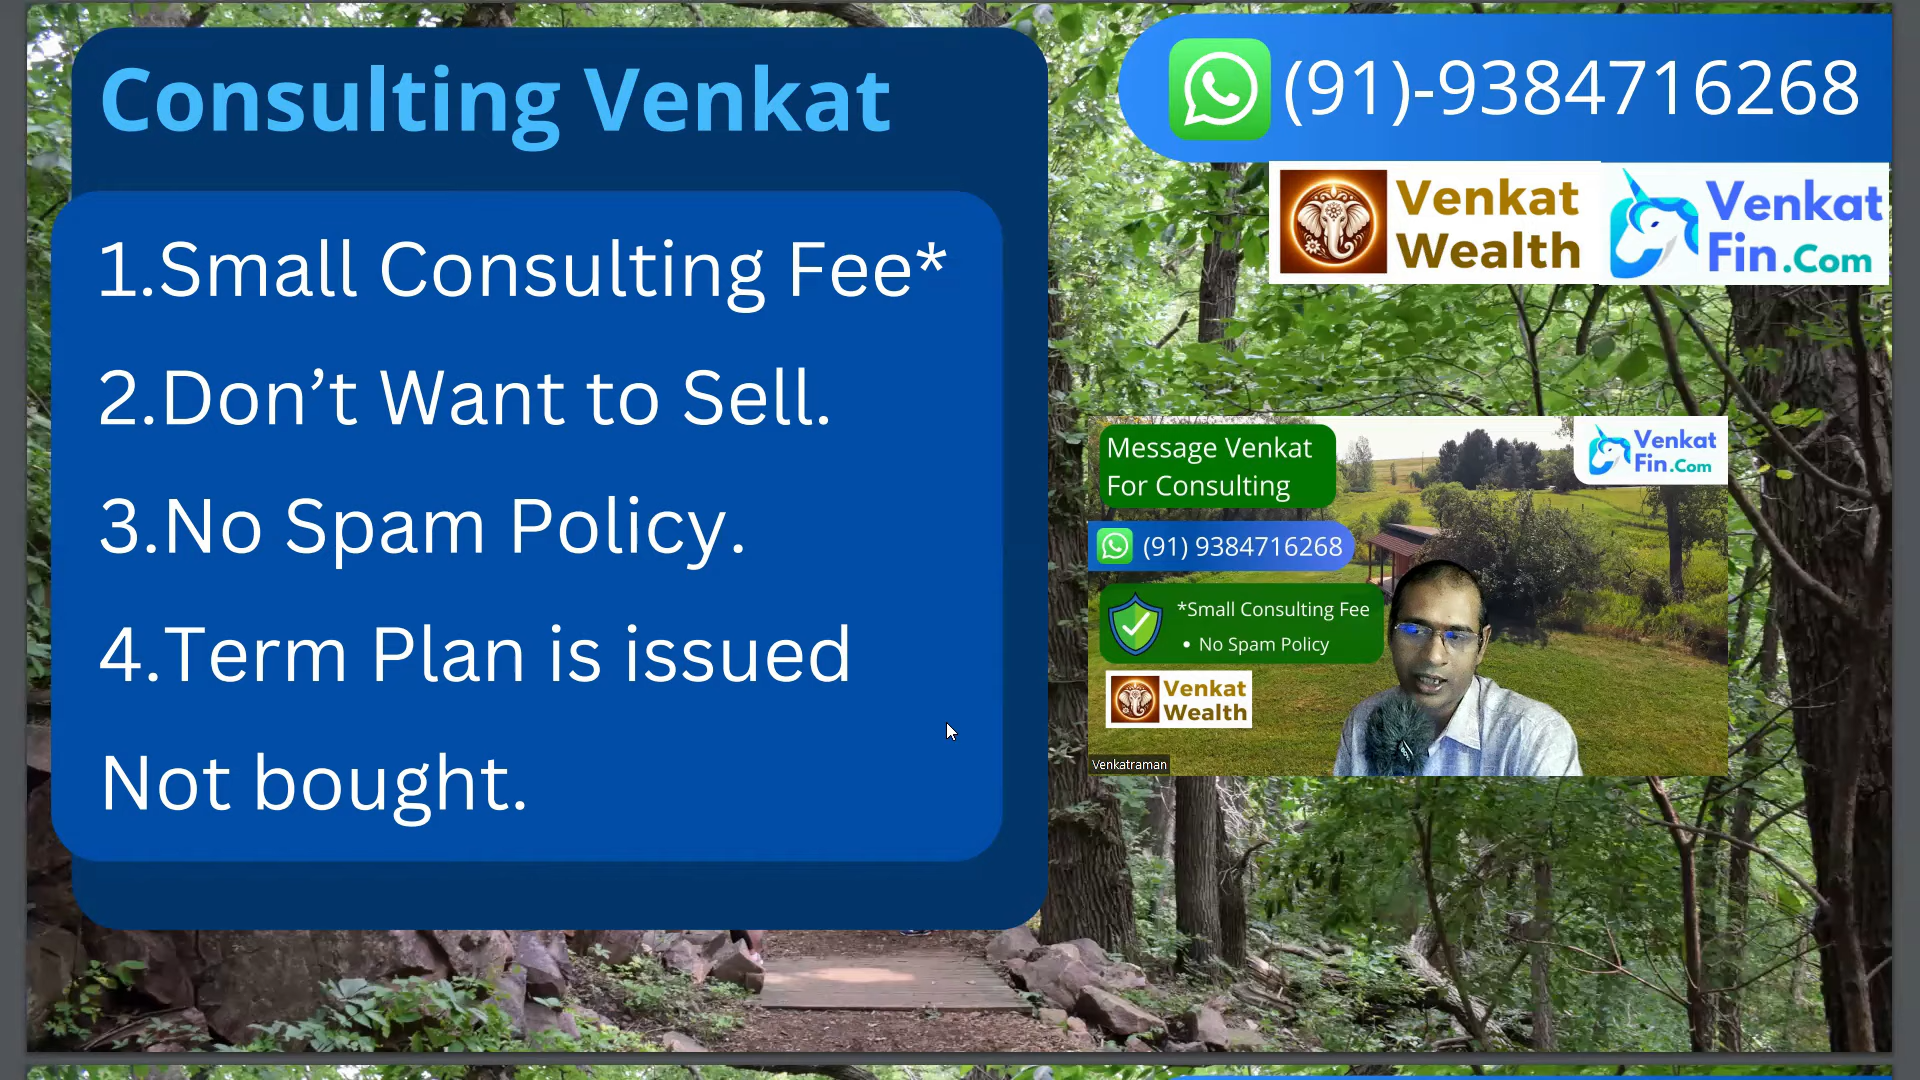 Consulting Venkat
1.Small Consulting Fee*
2.Don’t Want to Sell.
3.No Spam Policy.
4.Term Plan is issued
Not bought.
(91)-9384716268
Venkat
Wealth
Venkat
Fin.Com
Message Venkat
For Consulting
(91) 9384716268
*Small Consulting Fee
• No Spam Policy
Venkat
Wealth
Venkat
Fin.Com
Venkatraman